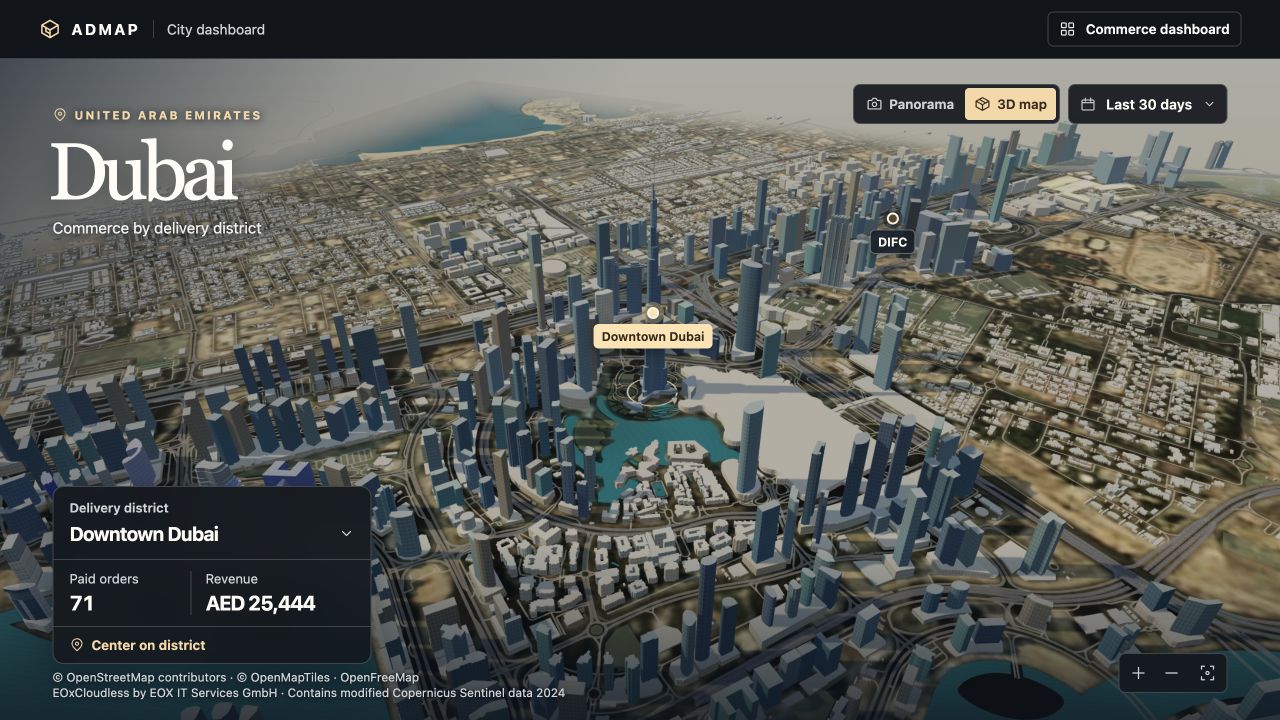 ADMAP
City dashboard
Commerce dashboard
UNITED ARAB EMIRATES
Dubai
Commerce by delivery district
Panorama
3D map
Last 30 days
DIFC
Downtown Dubai
Delivery district
Downtown Dubai
Paid orders
71
Revenue
AED 25,444
Center on district
© OpenStreetMap contributors · © OpenMapTiles · OpenFreeMap
EOxCloudless by EOX IT Services GmbH · Contains modified Copernicus Sentinel data 2024